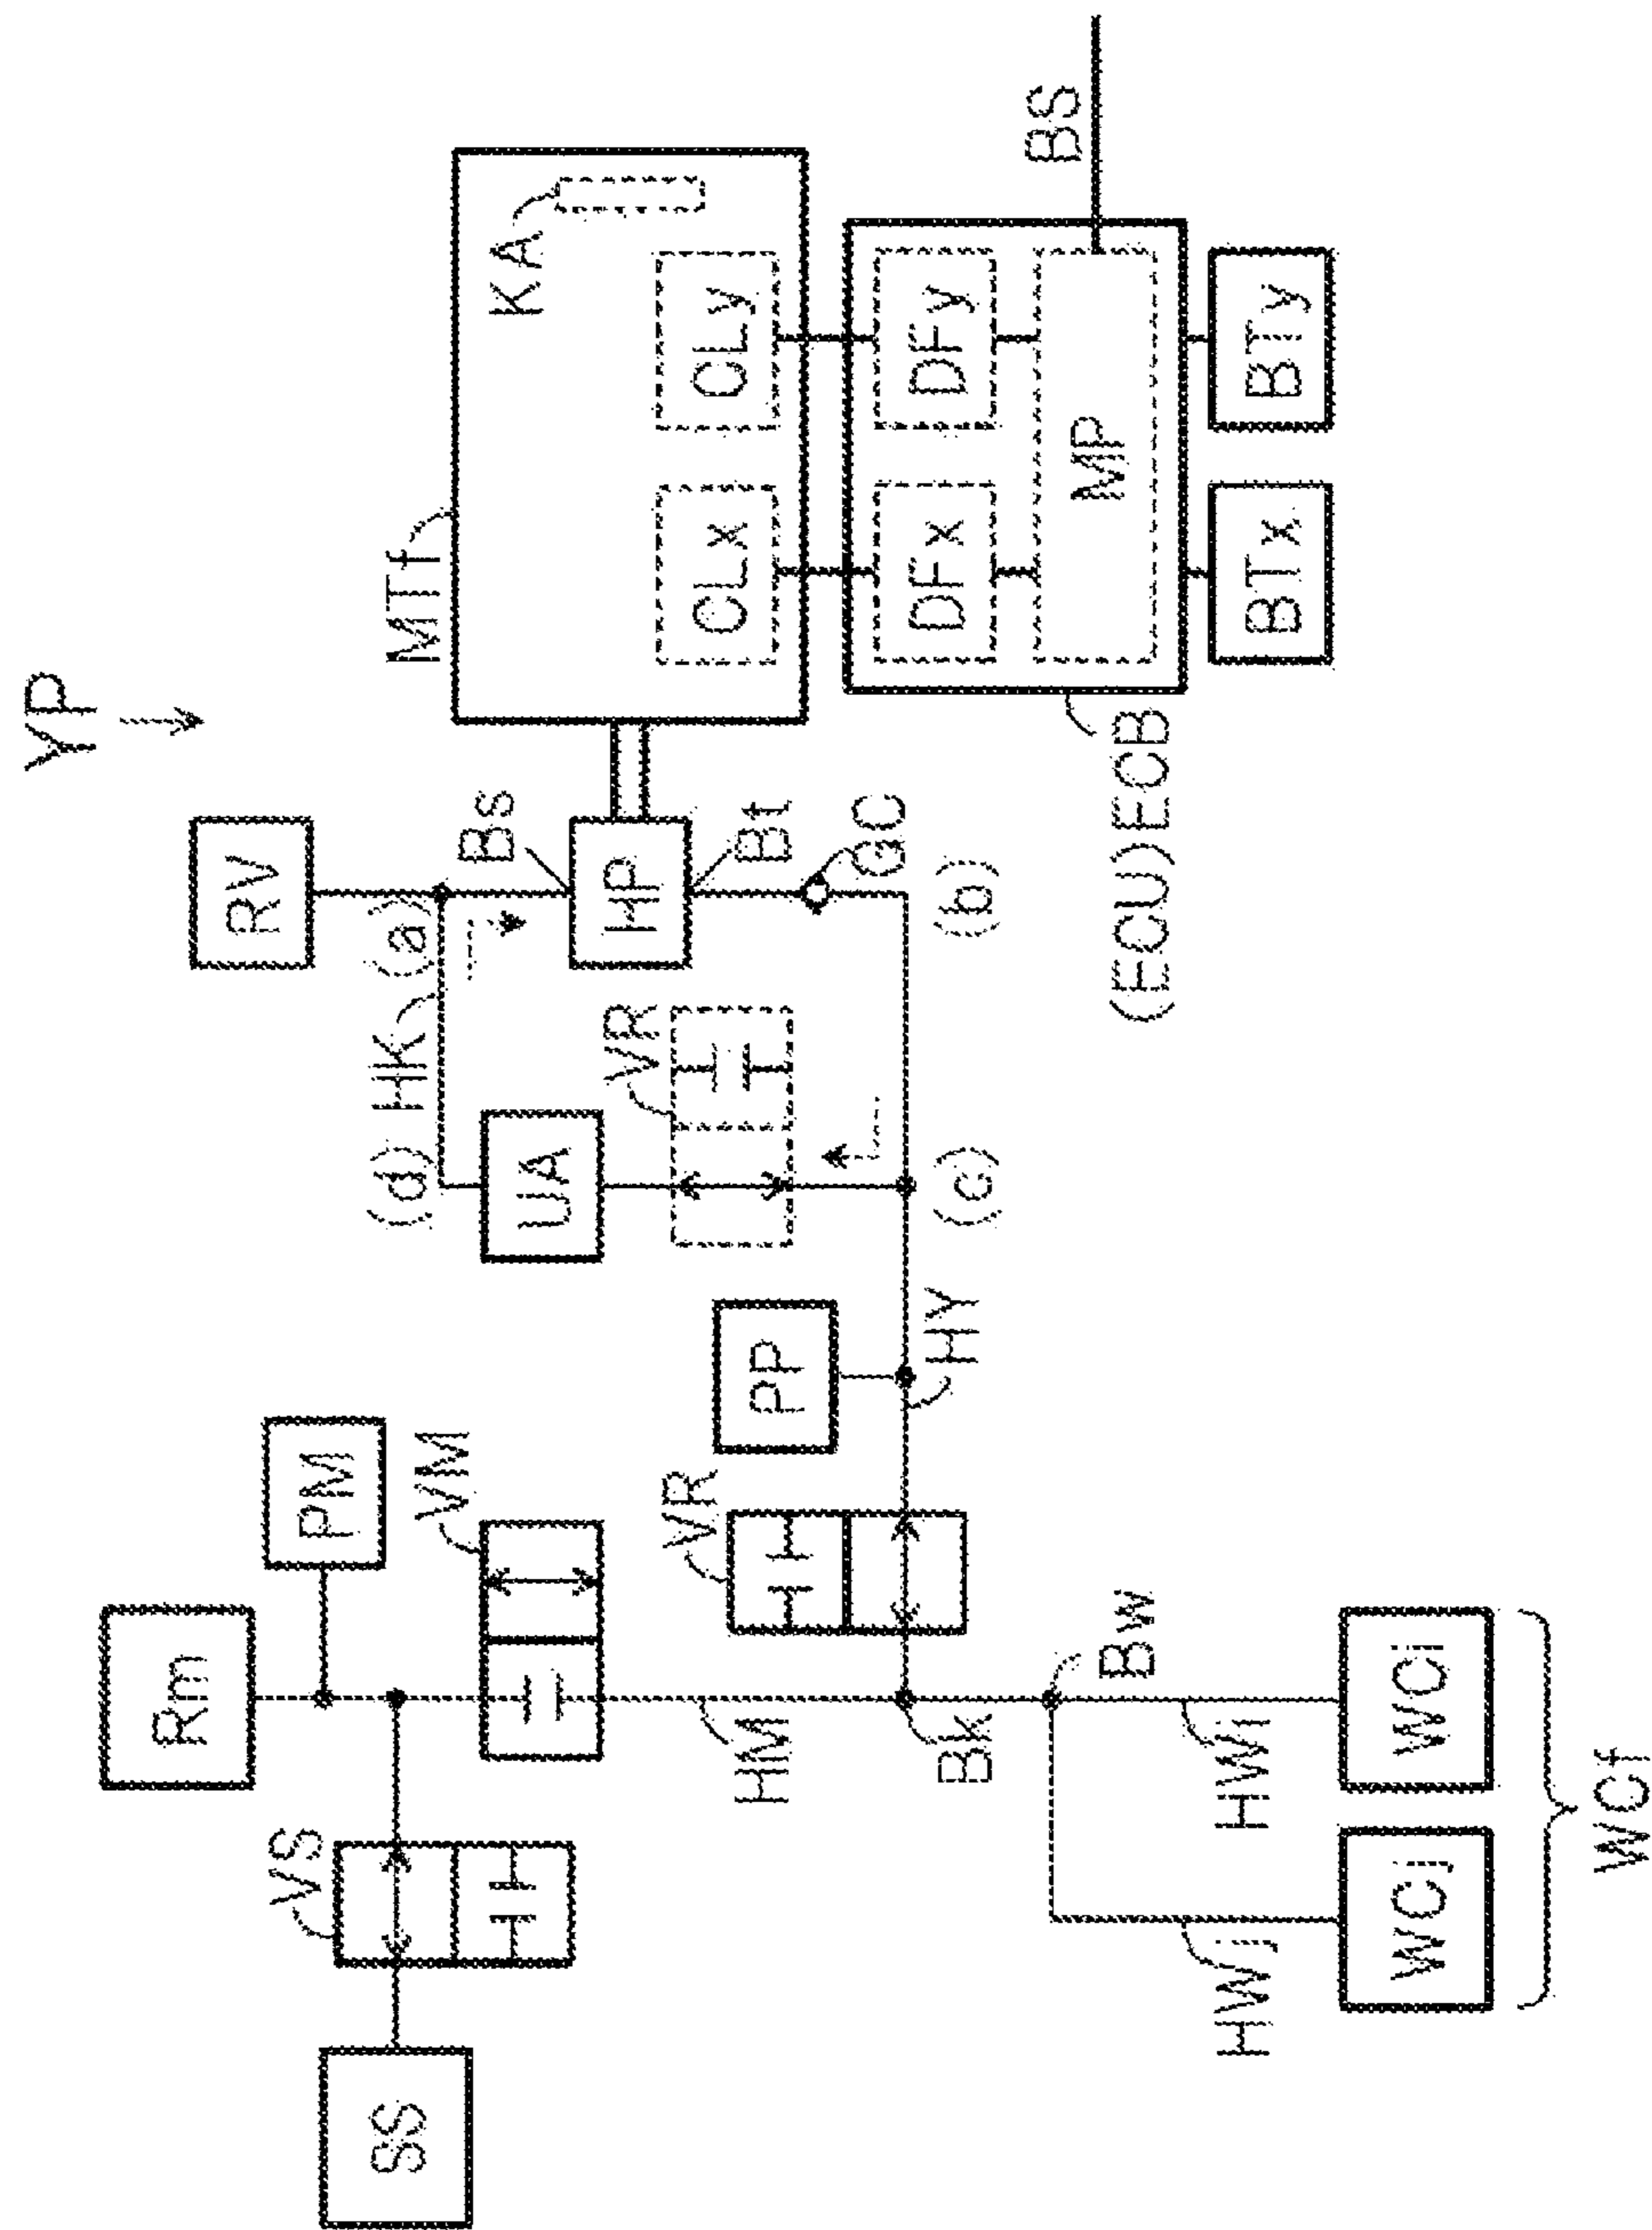 YP
MTf
KA
CLx
CLy
BS
DFx
DFy
MP
BTx
BTy
(ECU)ECB
RV
Bs
HP
Bt
GC
(a)
(b)
(c)
(d)
HK
UA
VR
PP
HY
VR
PM
VM
Rm
VS
SS
HM
Bk
Bw
HWi
HWj
WCi
WCj
WCf